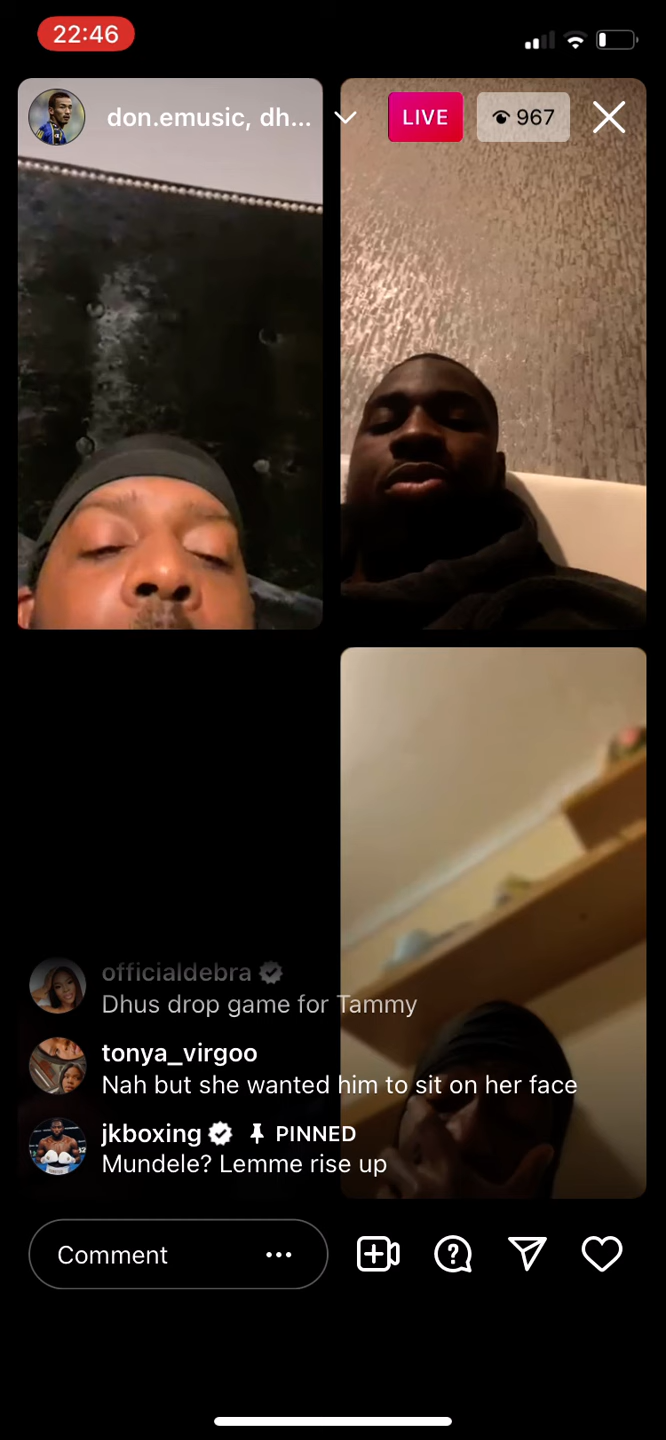 22:46
don.emusic, dh...
LIVE
967
officialdebra
Dhus drop game for Tammy
tonya_virgoo
Nah but she wanted him to sit on her face
jkboxing PINNED
Mundele? Lemme rise up
Comment